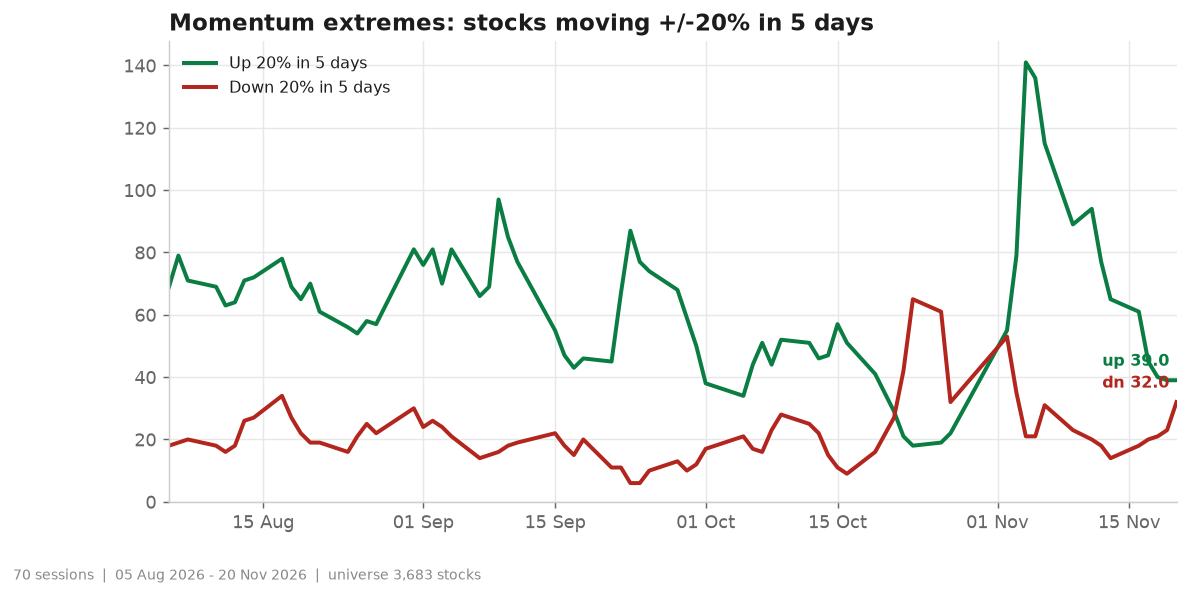 Momentum extremes: stocks moving +/-20% in 5 days
Up 20% in 5 days
Down 20% in 5 days
140
120
100
80
60
40
20
0
up 39.0
dn 32.0
15 Aug
01 Sep
15 Sep
01 Oct
15 Oct
01 Nov
15 Nov
70 sessions | 05 Aug 2026 - 20 Nov 2026 | universe 3,683 stocks